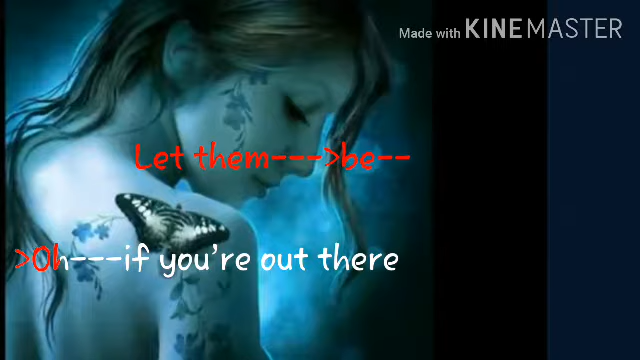 Made with KINEMASTER
Let them--->be--
>Oh---if you're out there